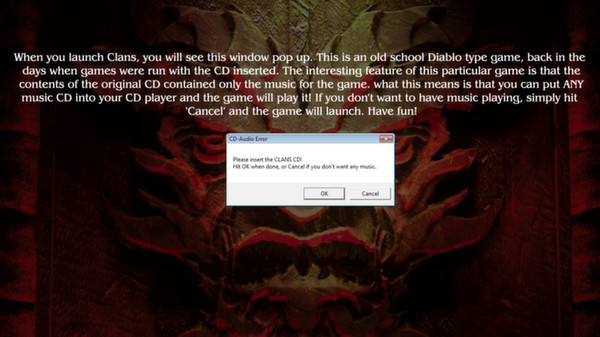 When you launch Clans, you will see this window pop up. This is an old school Diablo type game, back in the
days when games were run with the CD inserted. The interesting feature of this particular game is that the
contents of the original CD contained only the music for the game. what this means is that you can put ANY
music CD into your CD player and the game will play it! If you don't want to have music playing, simply hit
'Cancel' and the game will launch. Have fun!
CD-Audio Error
Please insert the CLANS CD!
Hit OK when done, or Cancel if you don't want any music.
OK Cancel